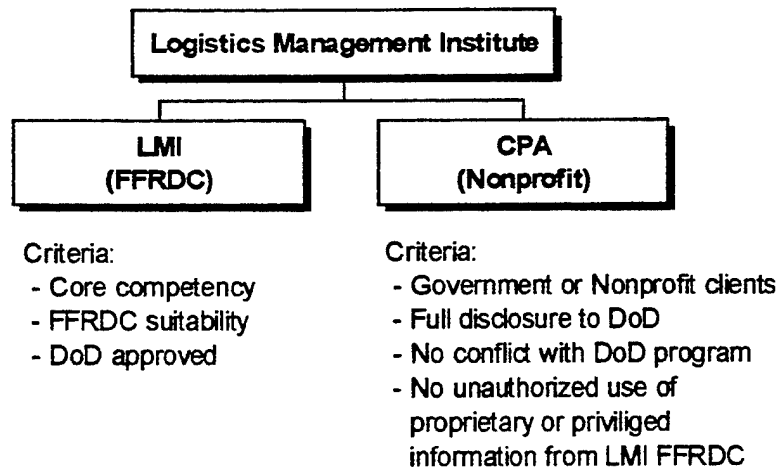 Logistics Management Institute
LMI
(FFRDC)
CPA
(Nonprofit)
Criteria:
- Core competency
- FFRDC suitability
- DoD approved
Criteria:
- Government or Nonprofit clients
- Full disclosure to DoD
- No conflict with DoD program
- No unauthorized use of
proprietary or priviliged
information from LMI FFRDC